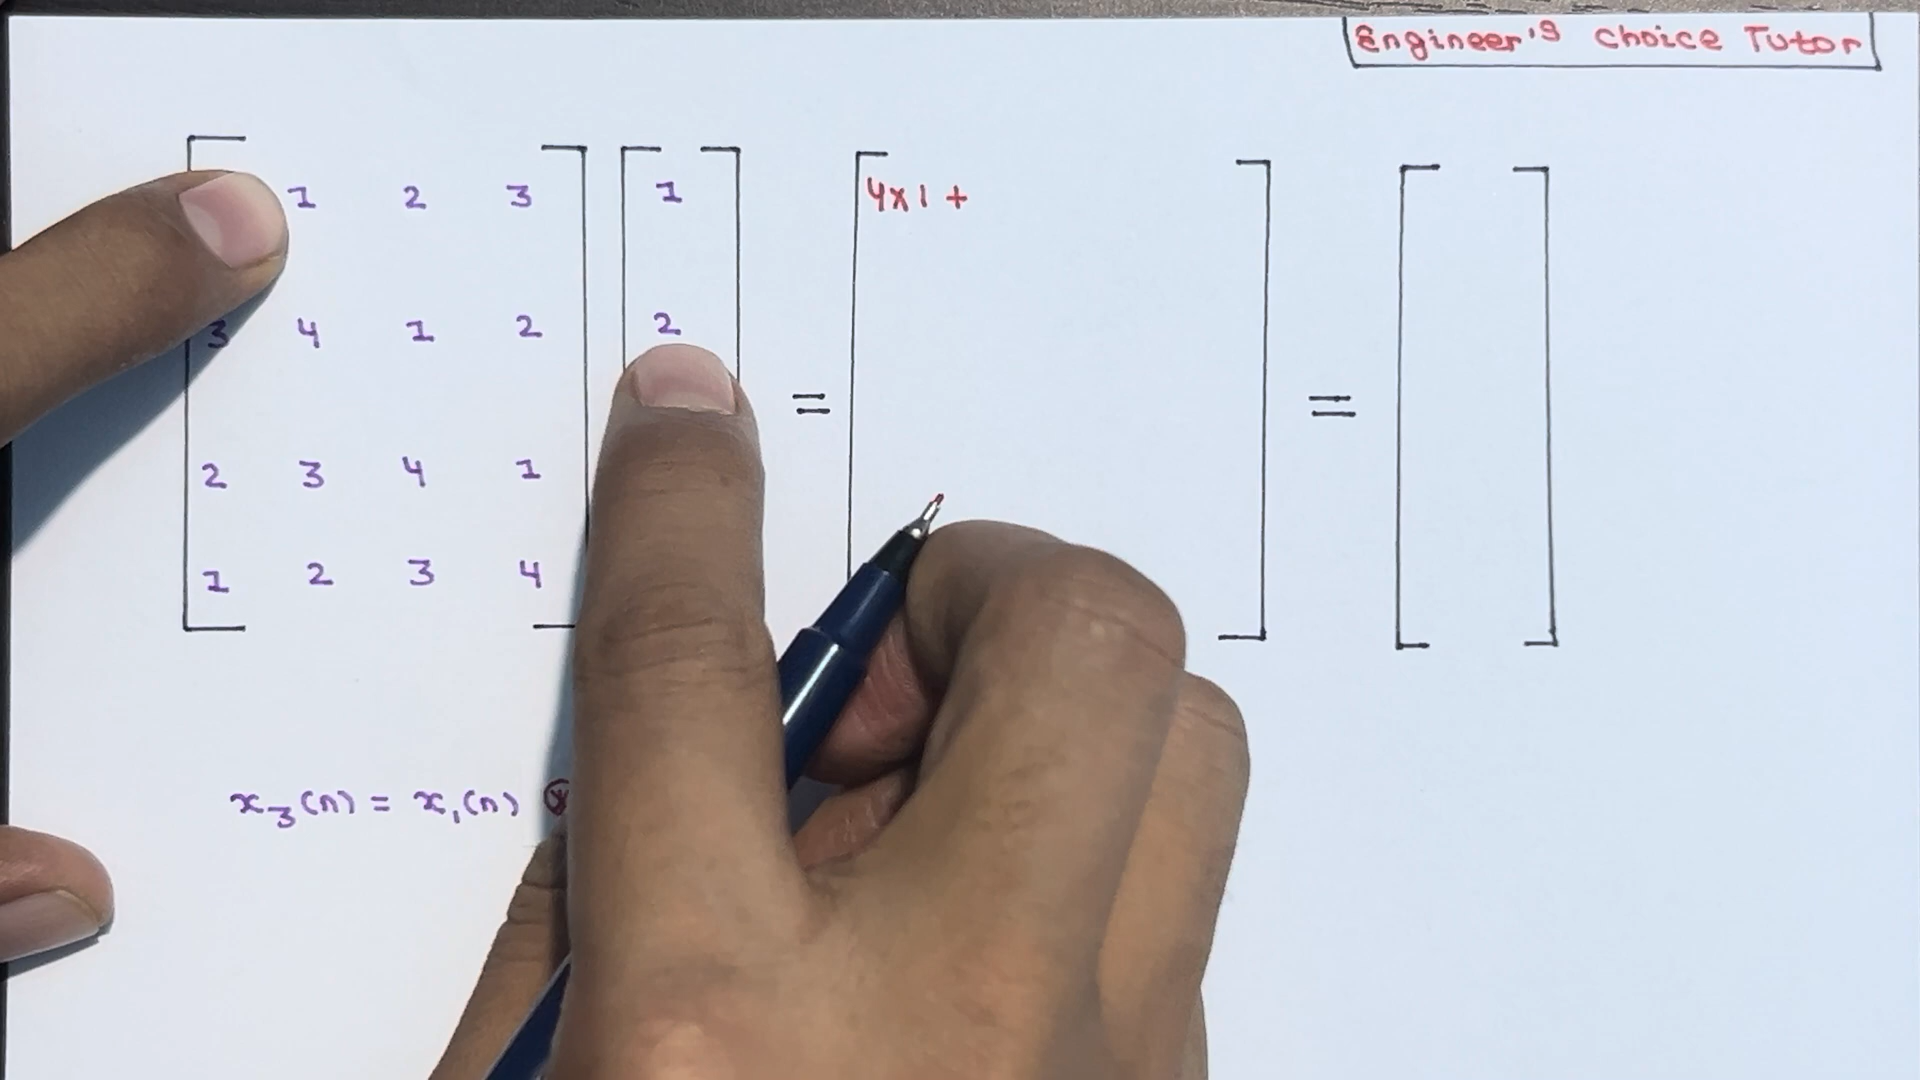 Engineer's Choice Tutor
1 2 3 1 4x1 +
3 4 1 2 2
= =
2 3 4 1
1 2 3 4
x₃(n) = x₁(n) ⊛